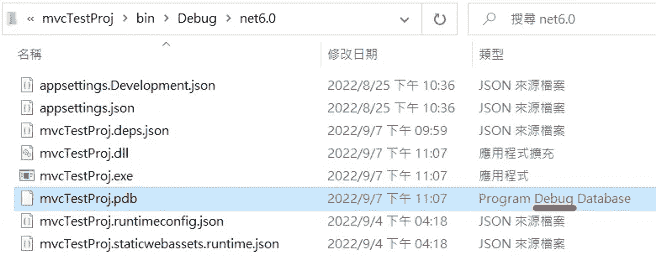 « mvcTestProj › bin › Debug › net6.0
搜尋 net6.0
名稱 修改日期 類型
appsettings.Development.json 2022/8/25 下午 10:36 JSON 來源檔案
appsettings.json 2022/8/25 下午 10:36 JSON 來源檔案
mvcTestProj.deps.json 2022/9/7 下午 09:59 JSON 來源檔案
mvcTestProj.dll 2022/9/7 下午 11:07 應用程式擴充
mvcTestProj.exe 2022/9/7 下午 11:07 應用程式
mvcTestProj.pdb 2022/9/7 下午 11:07 Program Debug Database
mvcTestProj.runtimeconfig.json 2022/9/4 下午 04:18 JSON 來源檔案
mvcTestProj.staticwebassets.runtime.json 2022/9/4 下午 04:18 JSON 來源檔案